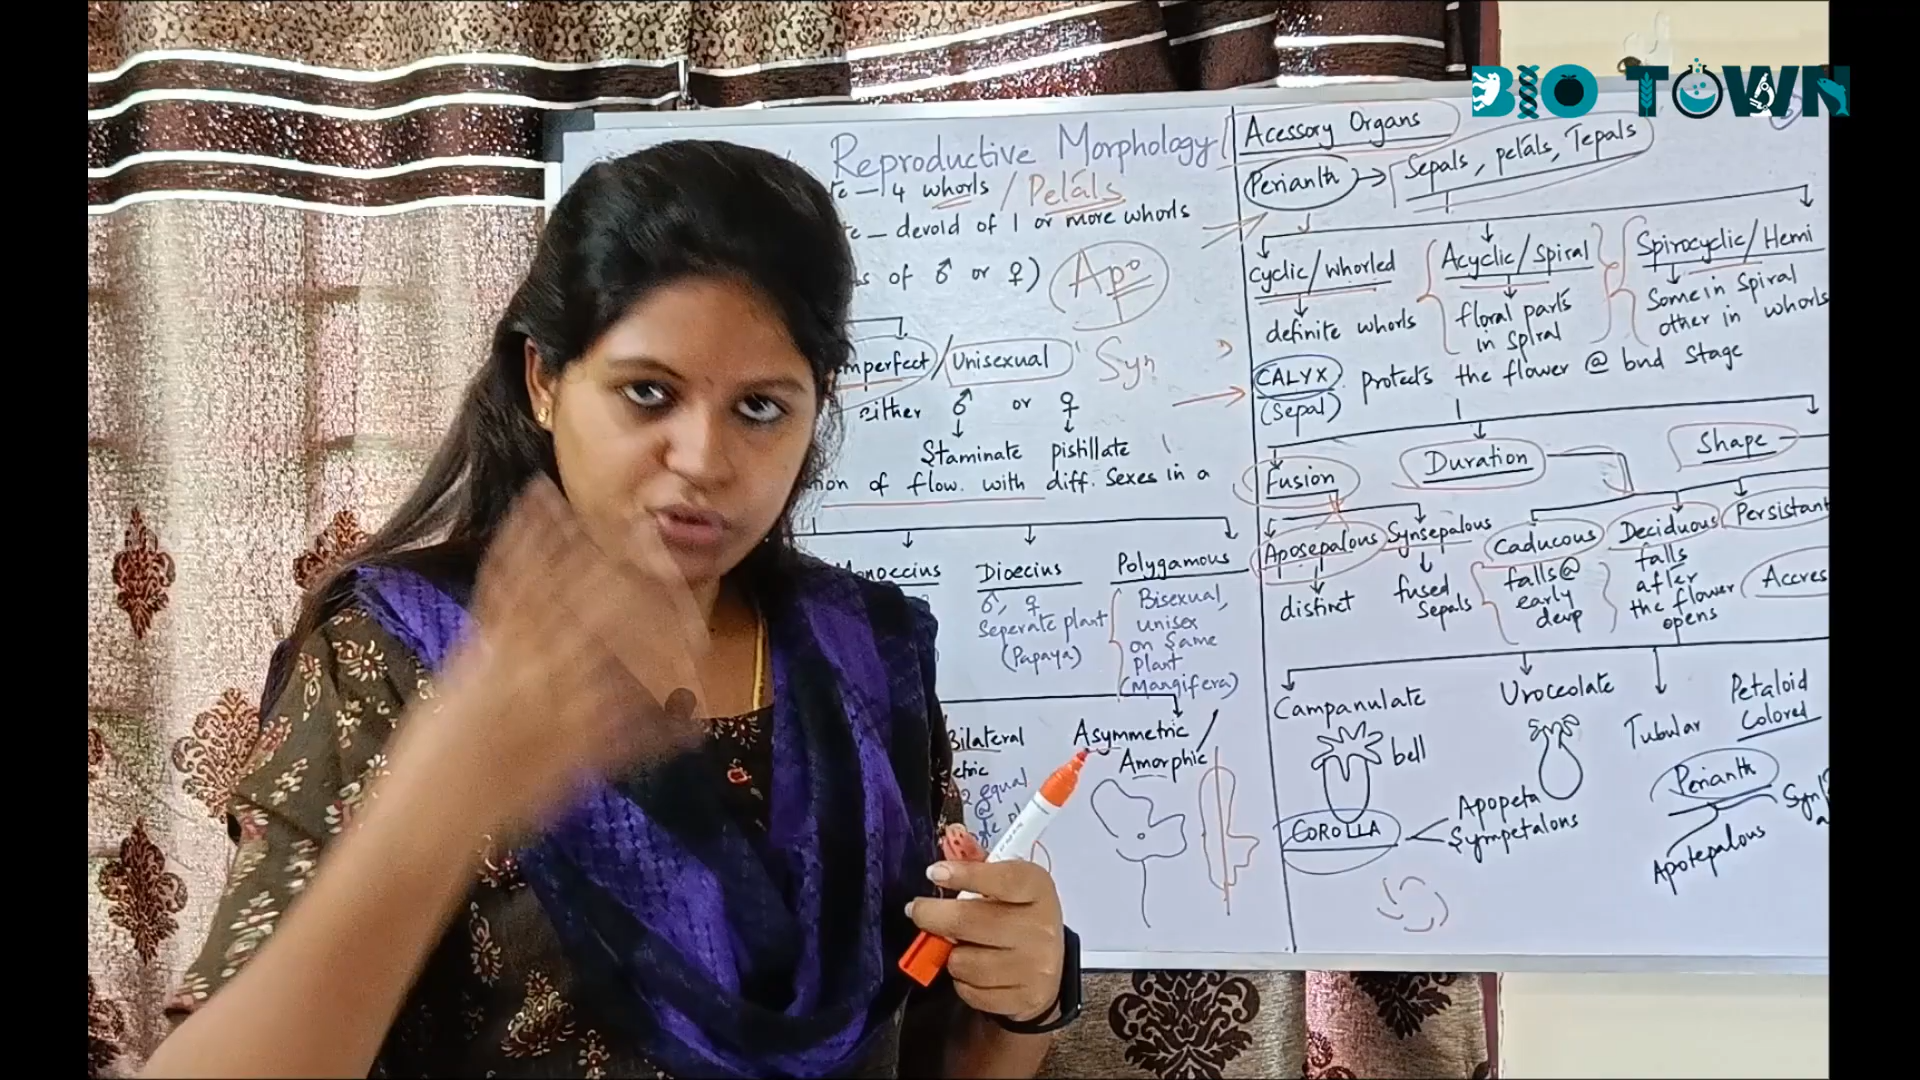 BIO TOWN
Reproductive Morphology
4 whorls / Petals
devoid of 1 or more whorls
of ♂ or ♀)
Apo
/ Unisexual
Syn
either ♂ or ♀
Staminate pistillate
of flow. with diff. Sexes in a
Dioecius
♂, ♀
Seperate plant
(Papaya)
Polygamous
Bisexual,
unisex
on same
plant
(Mangifera)
Bilateral
2 equal
@
Asymmetric
Amorphic
Acessory Organs
Perianth → Sepals, petals, Tepals
Cyclic/whorled
definite whorls
Acyclic/Spiral
floral parts
in spiral
Spirocyclic/Hemi
Some in Spiral
other in whorls
CALYX protects the flower @ bud stage
(Sepal)
Fusion
Duration
Shape
Aposepalous
distinct
Synsepalous
fused
Sepals
Caducous
falls @
early
devp
Deciduous
falls
after
the flower
opens
Persistant
Accres
Campanulate
bell
Urceolate
Tubular
Petaloid
Colored
COROLLA
Apopeta
Sympetalous
Perianth
Apotepalous
Syn